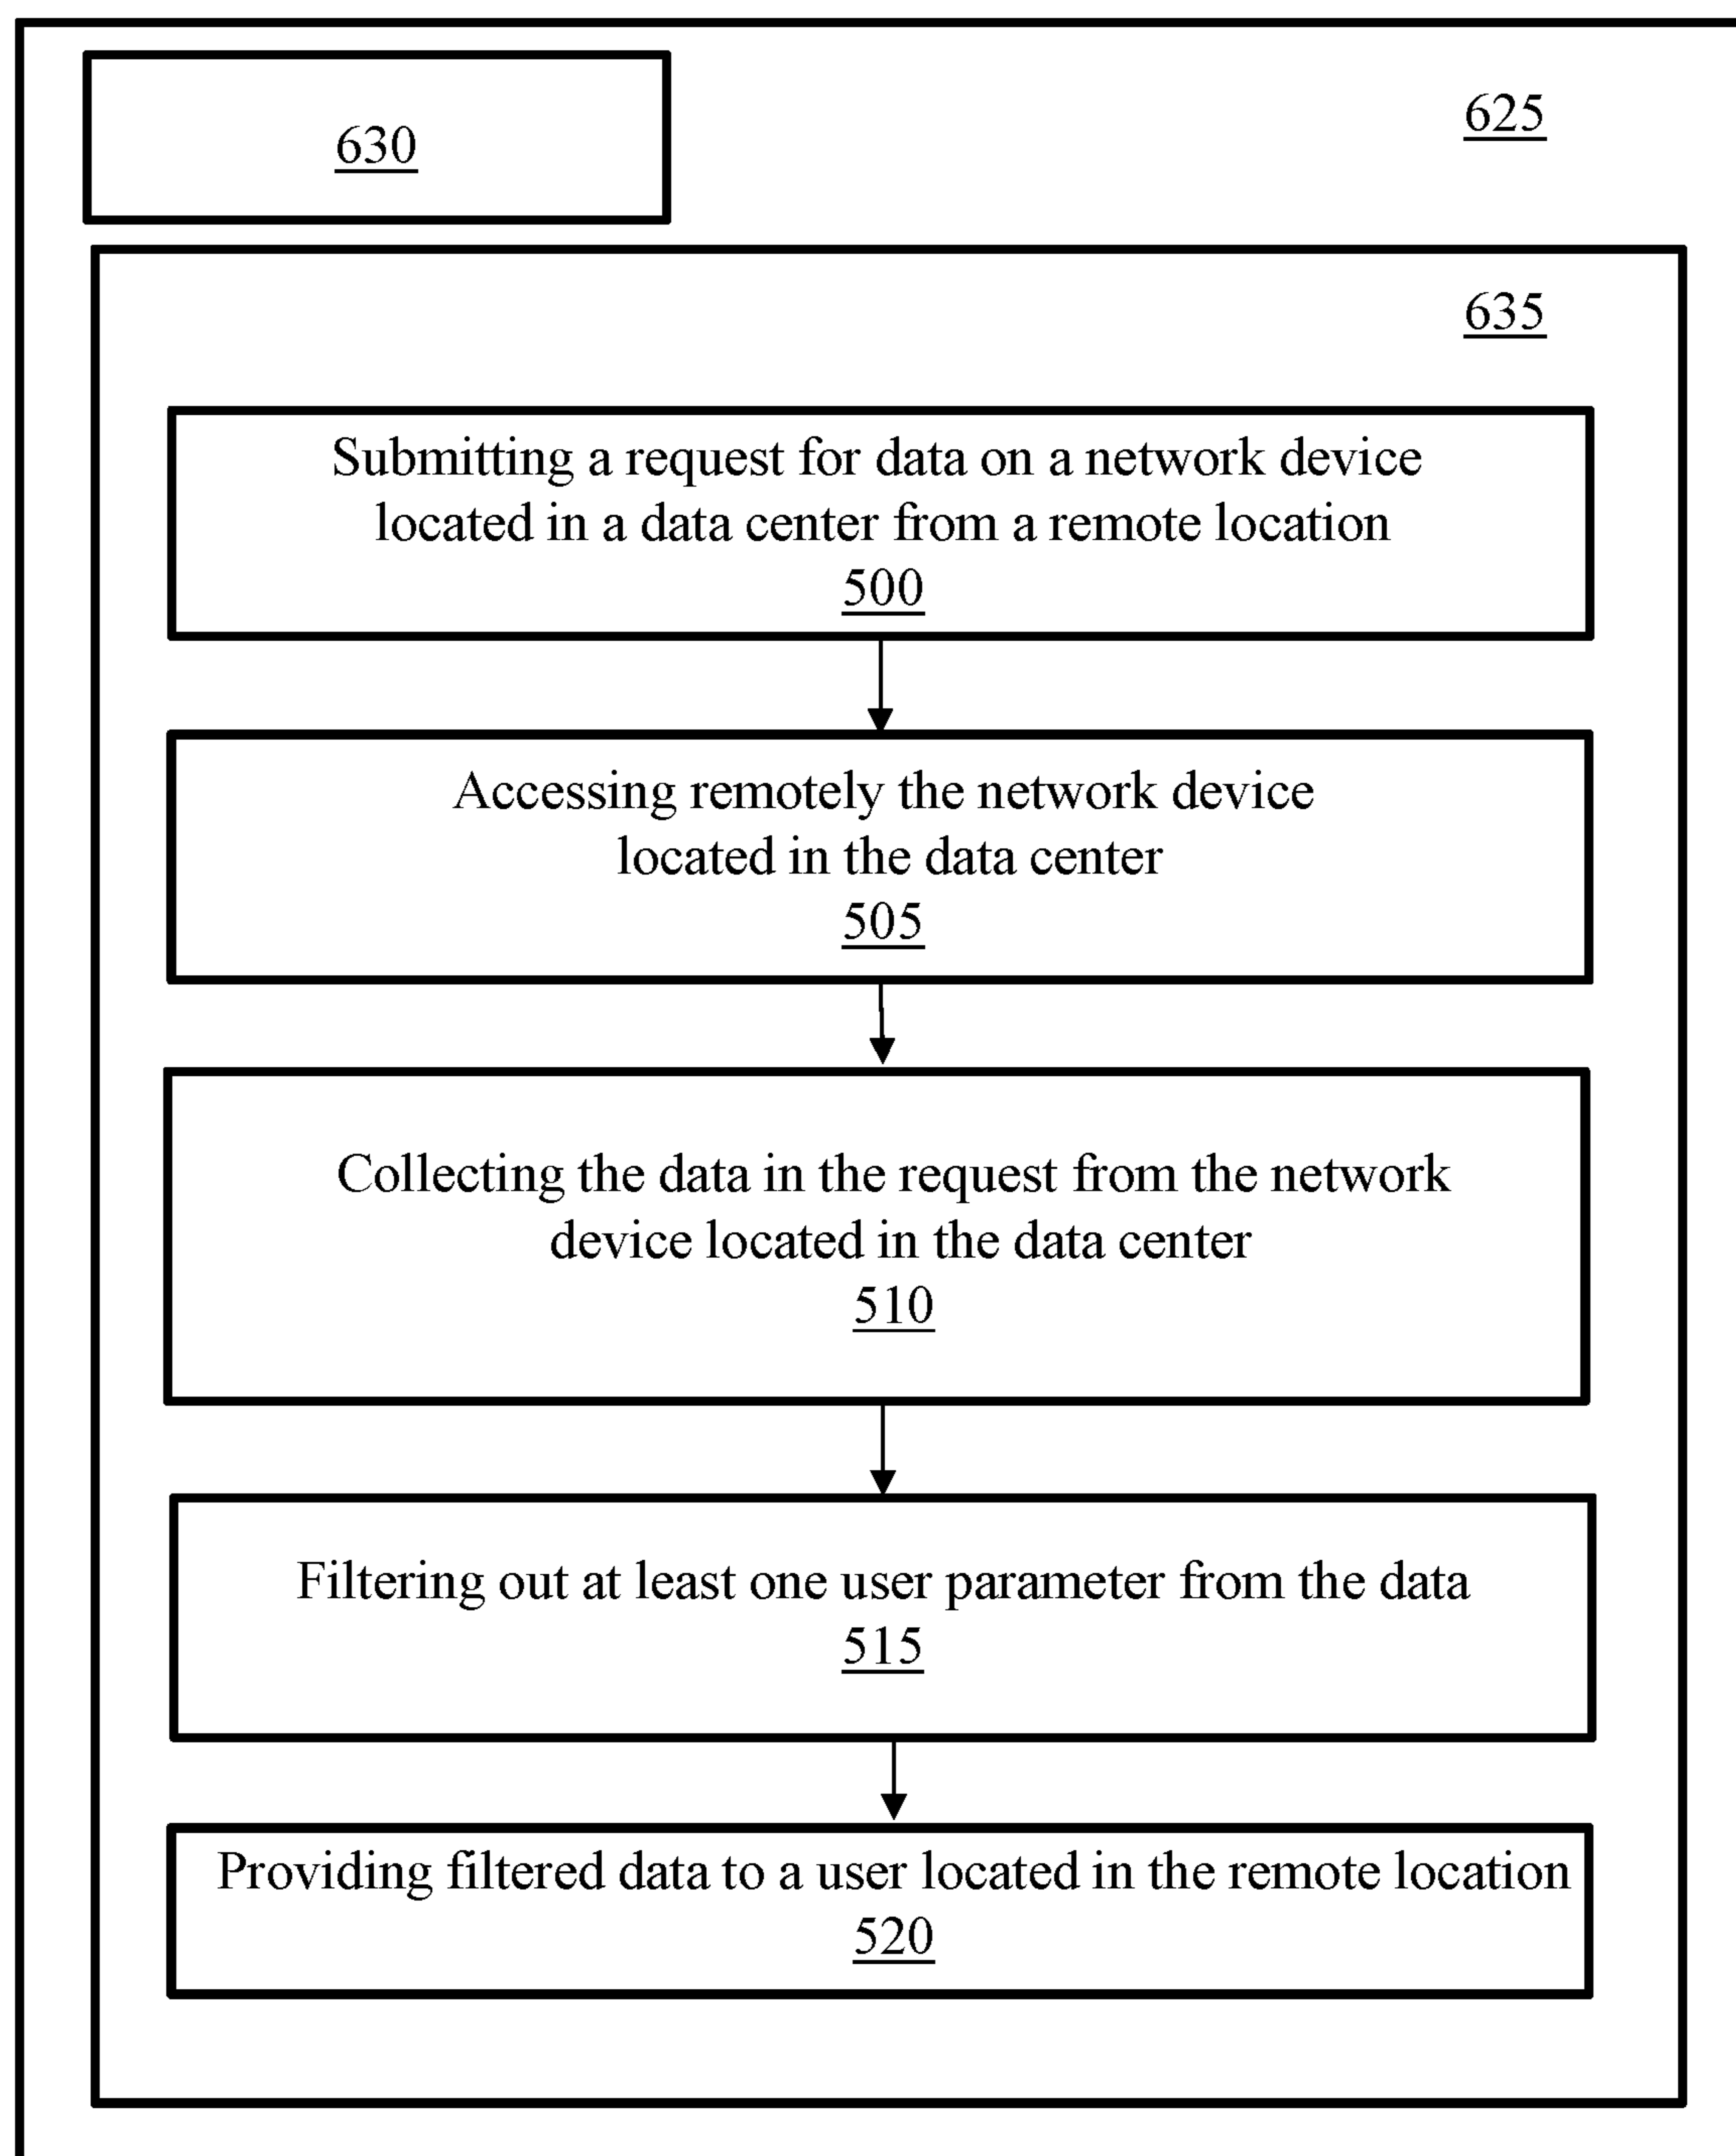 630
625
635
Submitting a request for data on a network device
located in a data center from a remote location
500
Accessing remotely the network device
located in the data center
505
Collecting the data in the request from the network
device located in the data center
510
Filtering out at least one user parameter from the data
515
Providing filtered data to a user located in the remote location
520